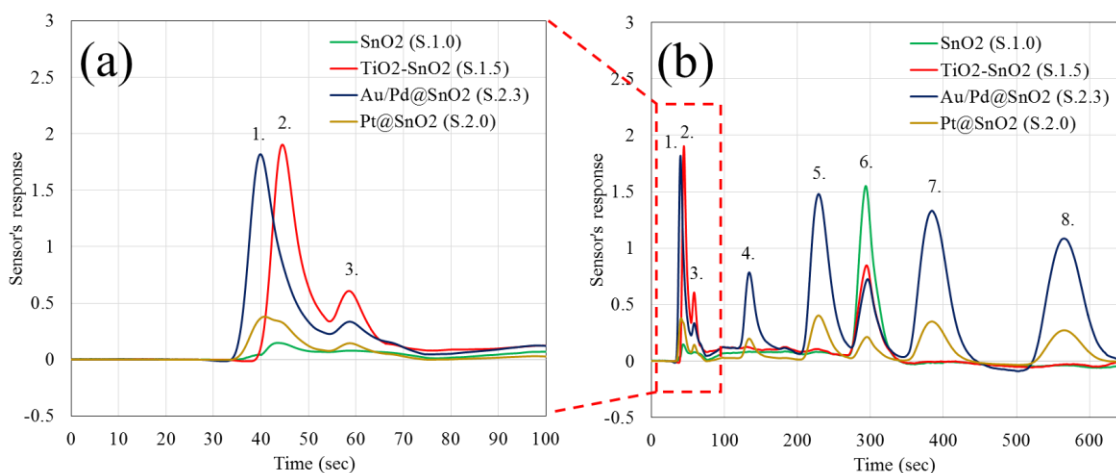 (a)
SnO2 (S.1.0)
TiO2-SnO2 (S.1.5)
Au/Pd@SnO2 (S.2.3)
Pt@SnO2 (S.2.0)
1.
2.
3.
3
2.5
2
1.5
1
0.5
0
-0.5
0 10 20 30 40 50 60 70 80 90 100
Sensor's response
Time (sec)
(b)
SnO2 (S.1.0)
TiO2-SnO2 (S.1.5)
Au/Pd@SnO2 (S.2.3)
Pt@SnO2 (S.2.0)
1.
2.
3.
4.
5.
6.
7.
8.
3
2.5
2
1.5
1
0.5
0
-0.5
0 100 200 300 400 500 600
Sensor's response
Time (sec)